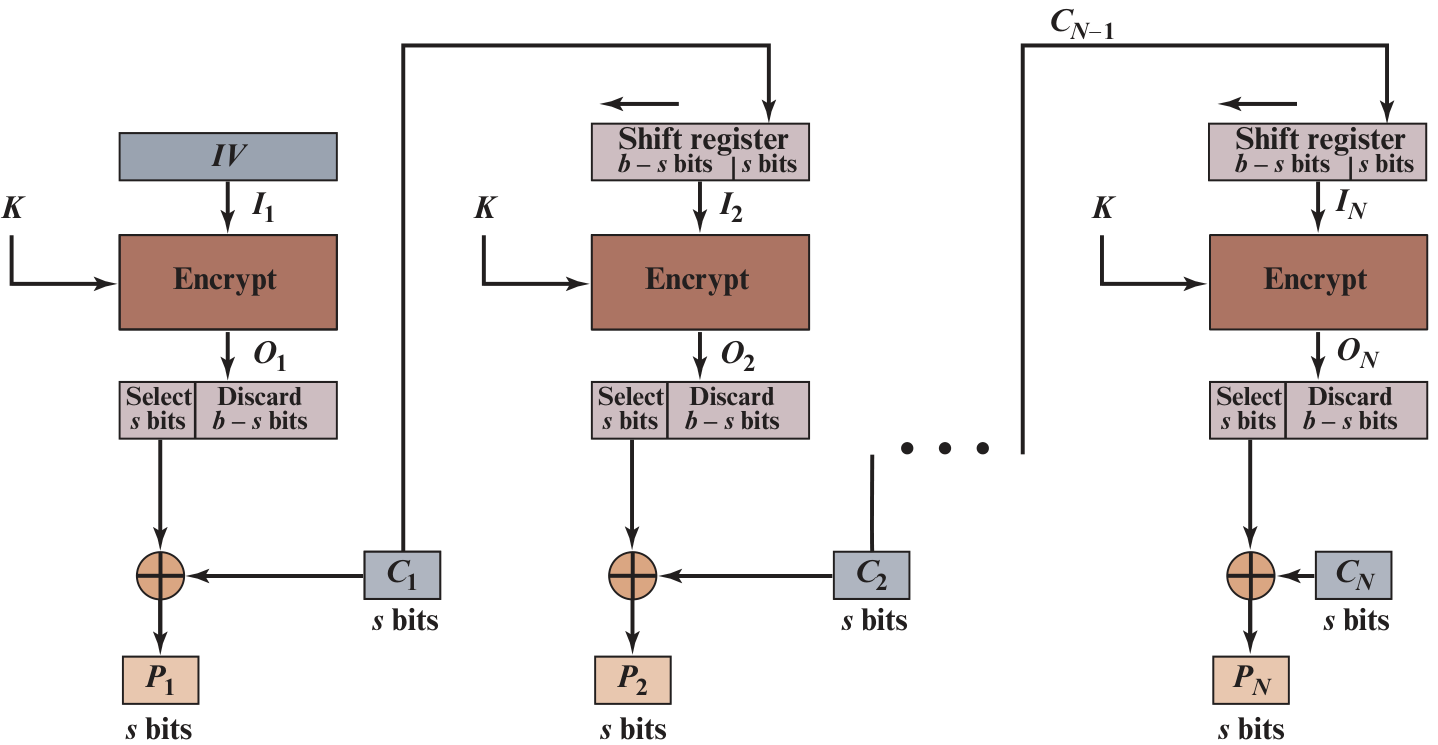 C_{N–1}
IV
Shift register
b – s bits | s bits
Shift register
b – s bits | s bits
K
I_1
K
I_2
K
I_N
Encrypt
Encrypt
Encrypt
O_1
O_2
O_N
Select
s bits
Discard
b – s bits
Select
s bits
Discard
b – s bits
Select
s bits
Discard
b – s bits
• • •
C_1
s bits
C_2
s bits
C_N
s bits
P_1
s bits
P_2
s bits
P_N
s bits